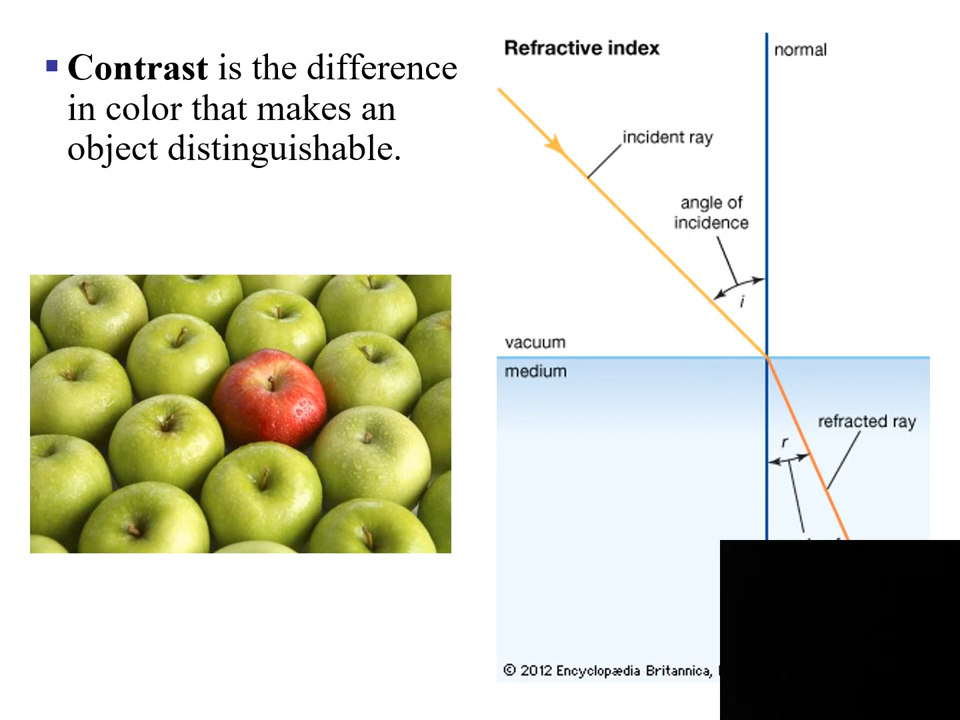 Contrast is the difference
in color that makes an
object distinguishable.
Refractive index
normal
incident ray
angle of
incidence
i
vacuum
medium
refracted ray
r
© 2012 Encyclopædia Britannica,